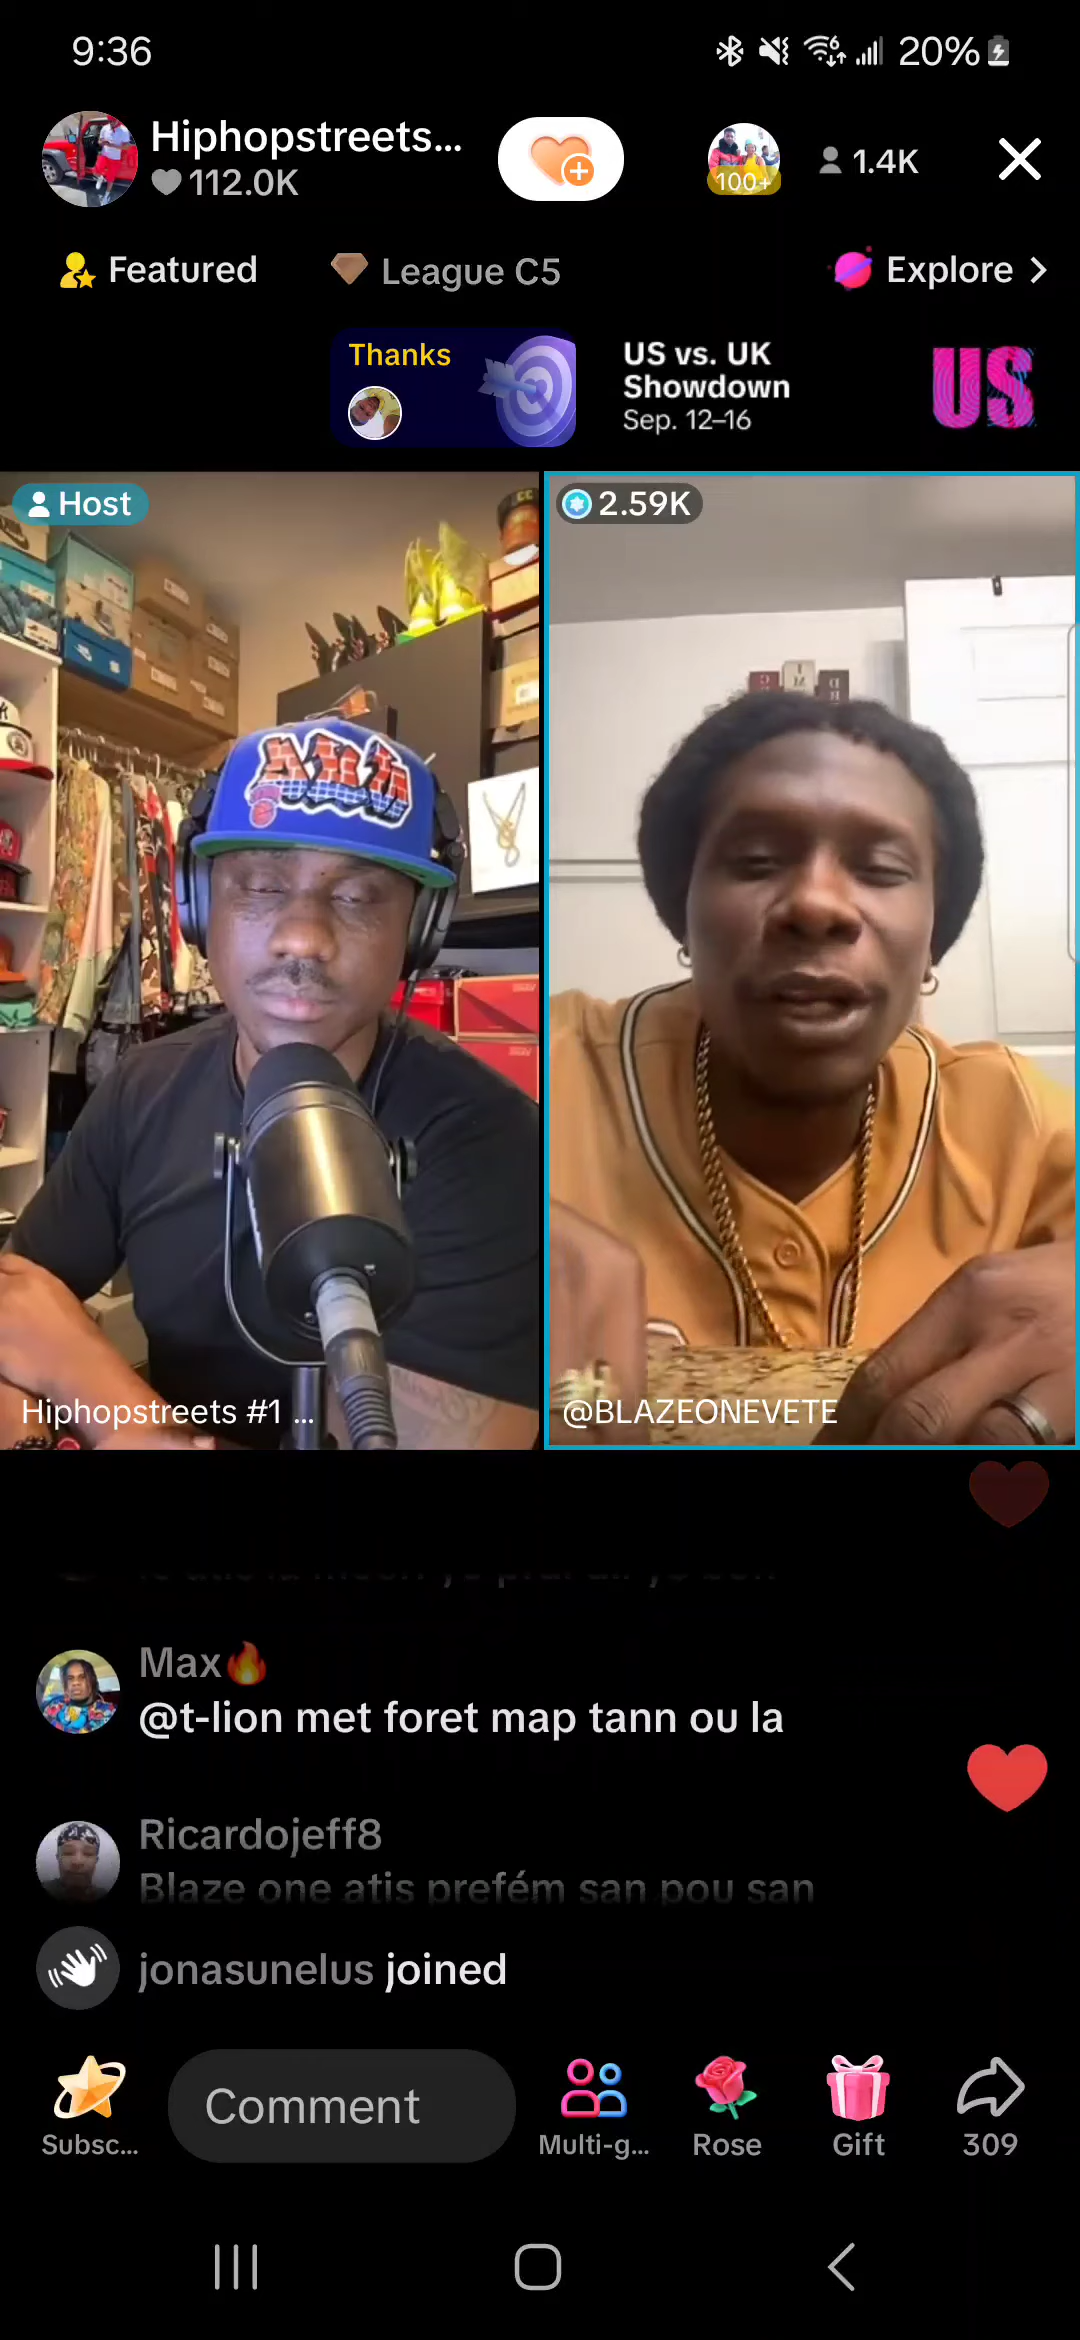 9:36
20%
Hiphopstreets...
112.0K
100+
1.4K
Featured
League C5
Explore
Thanks
US vs. UK
Showdown
Sep. 12–16
US
Host
2.59K
Hiphopstreets #1 ...
@BLAZEONEVETE
Max🔥
@t-lion met foret map tann ou la
Ricardojeff8
Blaze one atis prefém san pou san
jonasunelus joined
Subsc...
Comment
Multi-g...
Rose
Gift
309